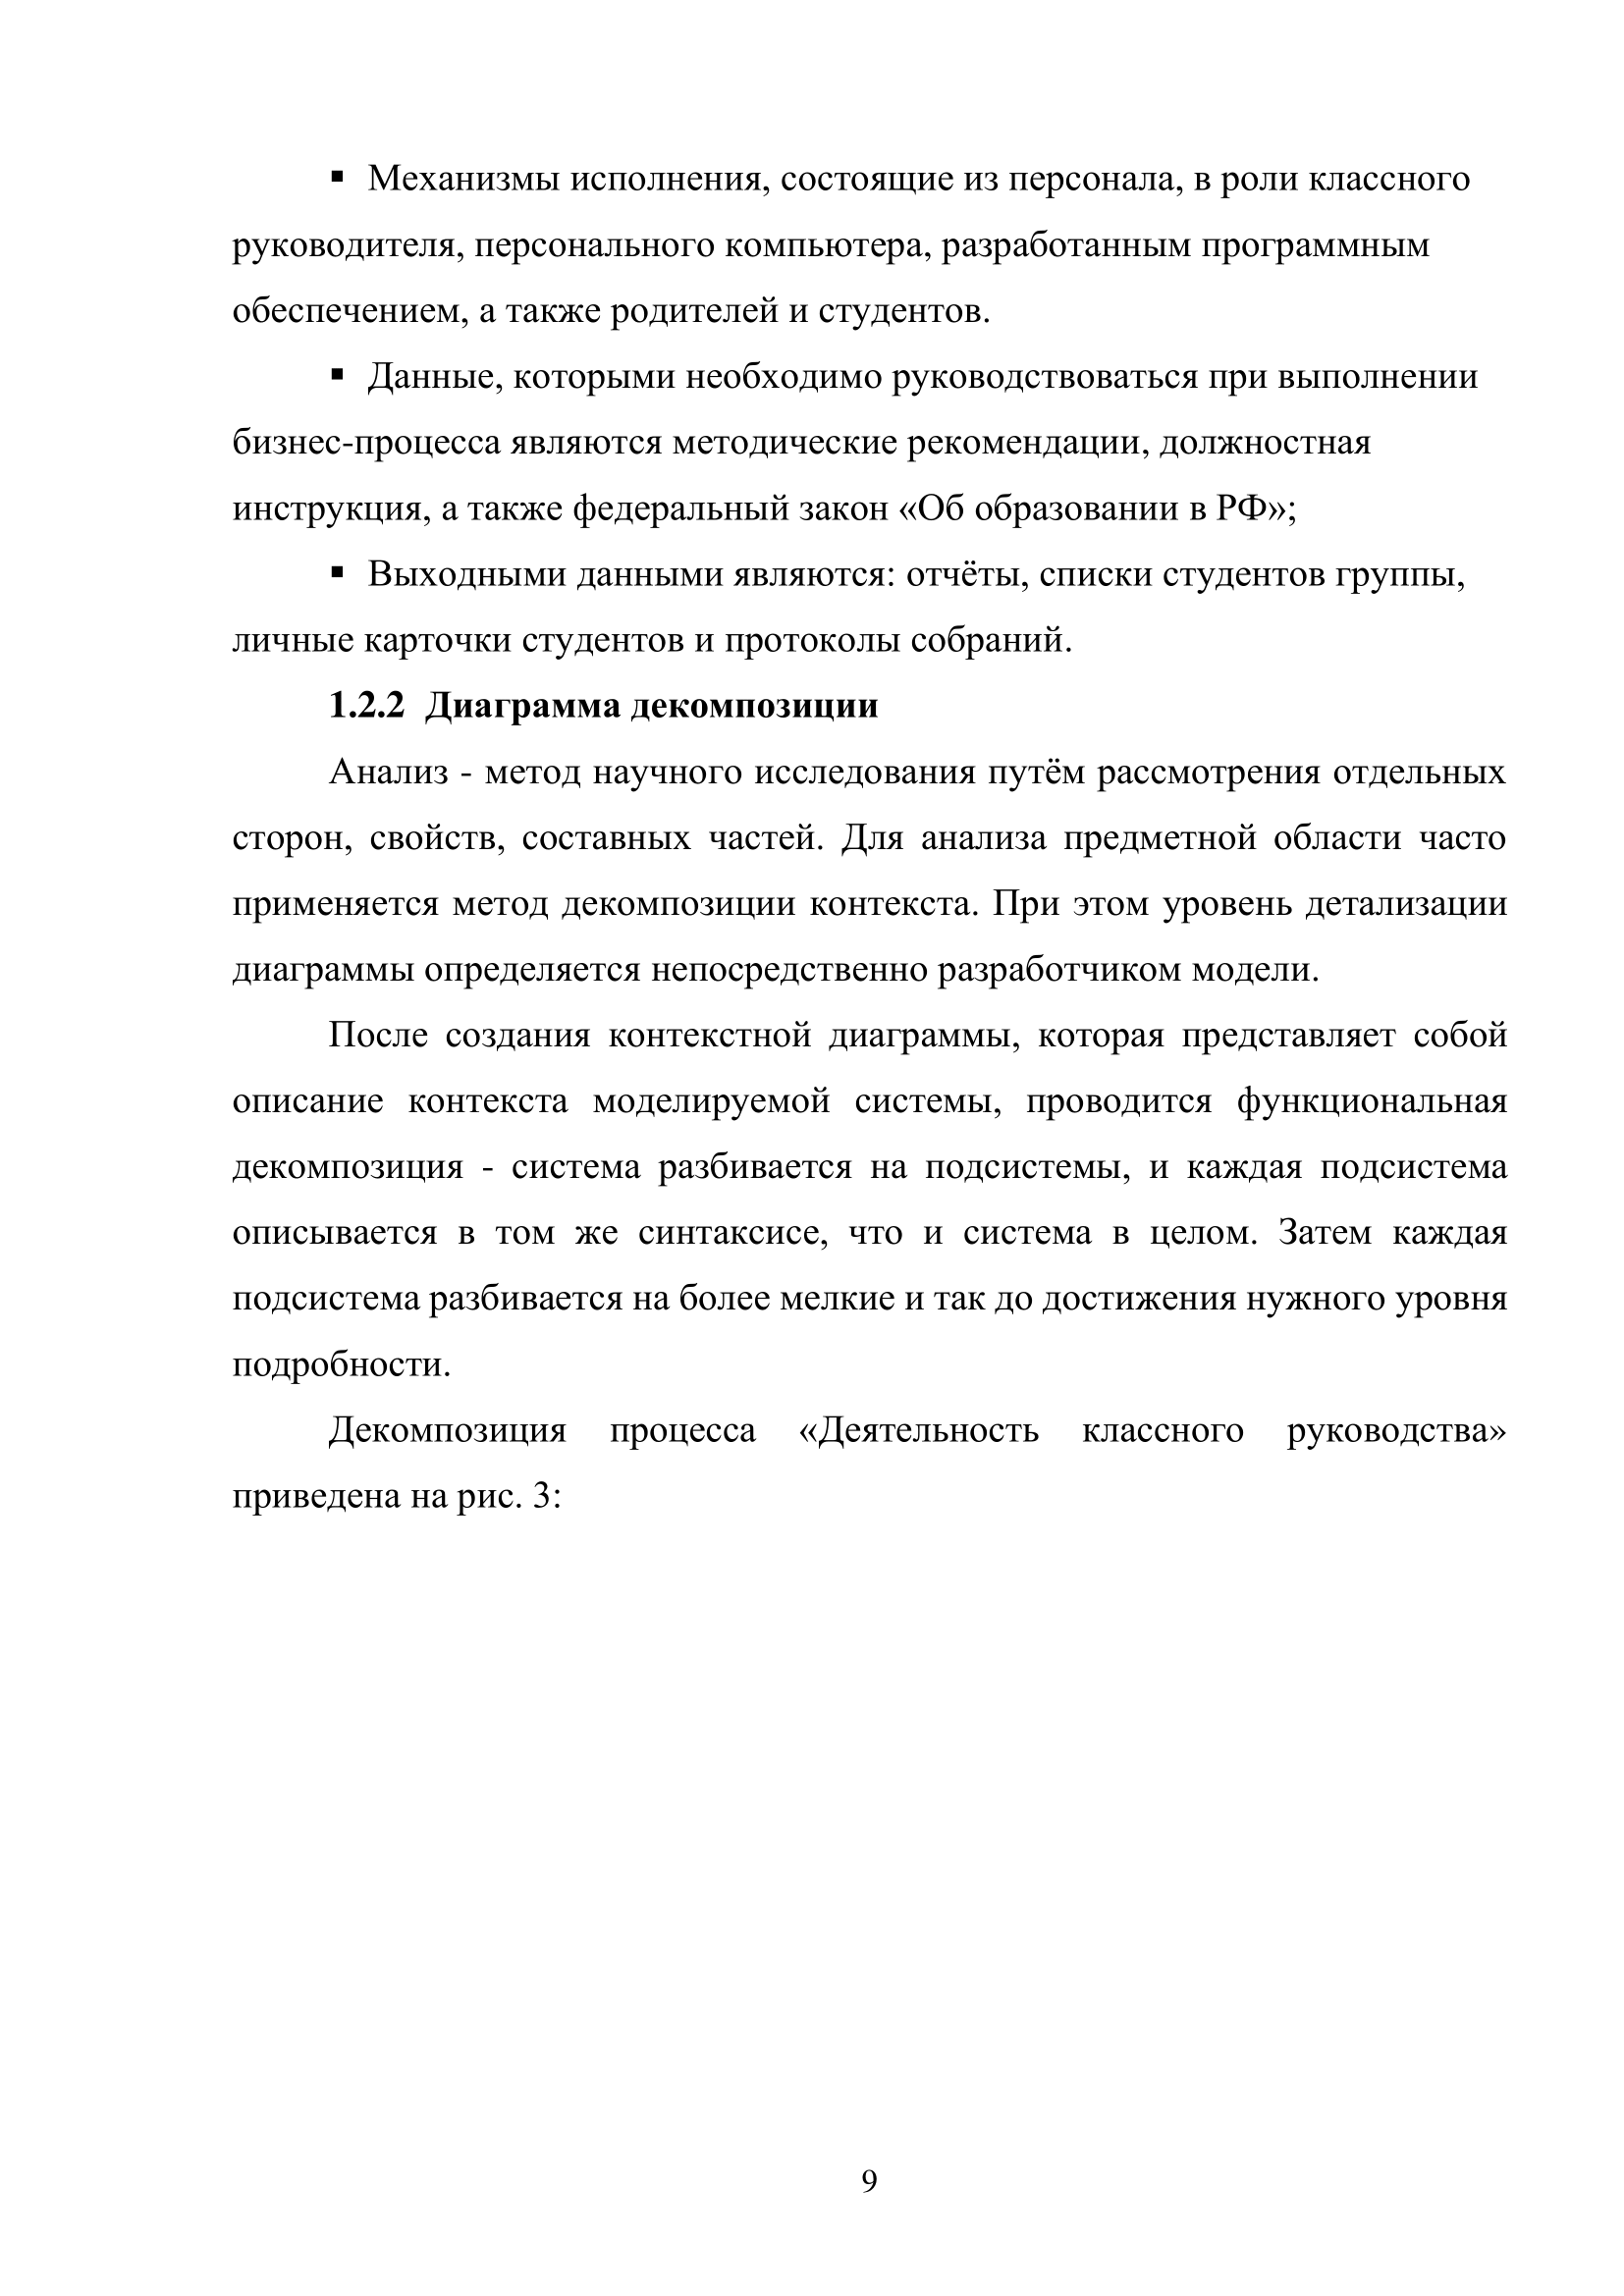 ▪ Механизмы исполнения, состоящие из персонала, в роли классного
руководителя, персонального компьютера, разработанным программным
обеспечением, а также родителей и студентов.
▪ Данные, которыми необходимо руководствоваться при выполнении
бизнес-процесса являются методические рекомендации, должностная
инструкция, а также федеральный закон «Об образовании в РФ»;
▪ Выходными данными являются: отчёты, списки студентов группы,
личные карточки студентов и протоколы собраний.
1.2.2 Диаграмма декомпозиции
Анализ - метод научного исследования путём рассмотрения отдельных
сторон, свойств, составных частей. Для анализа предметной области часто
применяется метод декомпозиции контекста. При этом уровень детализации
диаграммы определяется непосредственно разработчиком модели.
После создания контекстной диаграммы, которая представляет собой
описание контекста моделируемой системы, проводится функциональная
декомпозиция - система разбивается на подсистемы, и каждая подсистема
описывается в том же синтаксисе, что и система в целом. Затем каждая
подсистема разбивается на более мелкие и так до достижения нужного уровня
подробности.
Декомпозиция процесса «Деятельность классного руководства»
приведена на рис. 3:
9